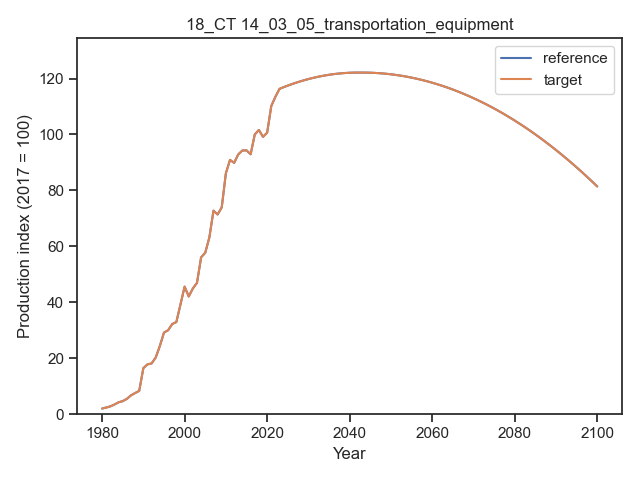 18_CT 14_03_05_transportation_equipment
reference
target
120
100
80
60
40
20
0
Production index (2017 = 100)
1980
2000
2020
2040
2060
2080
2100
Year